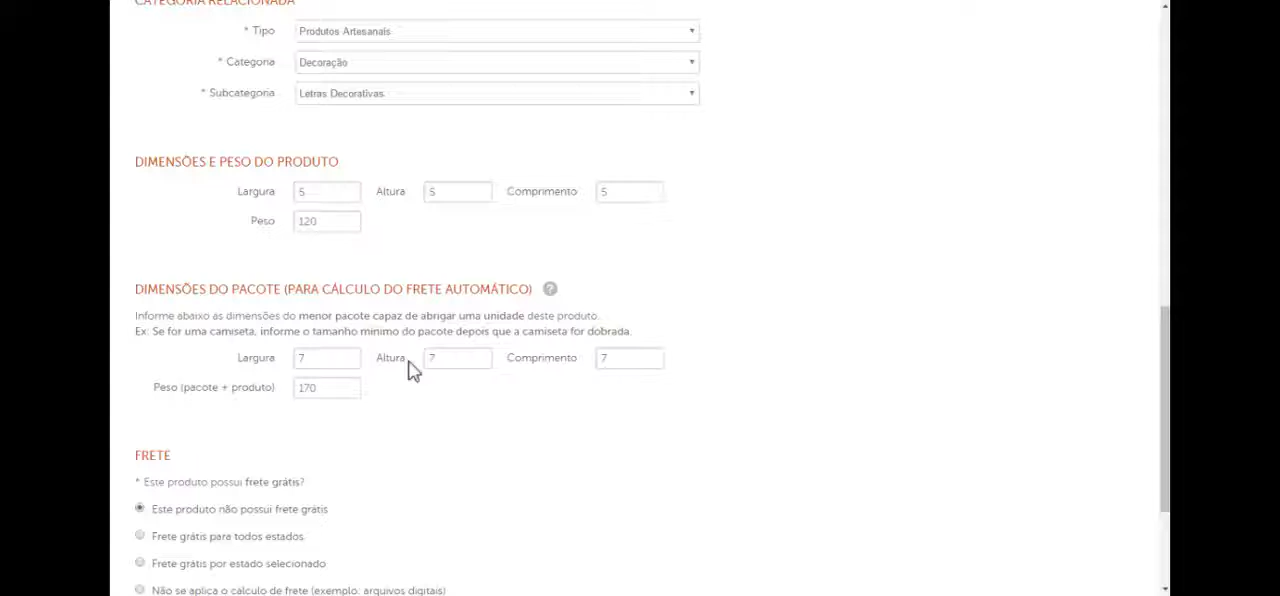 CATEGORIA RELACIONADA
* Tipo Produtos Artesanais
* Categoria Decoração
* Subcategoria Letras Decorativas
DIMENSÕES E PESO DO PRODUTO
Largura 5 Altura 5 Comprimento 5
Peso 120
DIMENSÕES DO PACOTE (PARA CÁLCULO DO FRETE AUTOMÁTICO) ?
Informe abaixo as dimensões do menor pacote capaz de abrigar uma unidade deste produto.
Ex: Se for uma camiseta, informe o tamanho mínimo do pacote depois que a camiseta for dobrada.
Largura 7 Altura 7 Comprimento 7
Peso (pacote + produto) 170
FRETE
* Este produto possui frete grátis?
Este produto não possui frete grátis
Frete grátis para todos estados
Frete grátis por estado selecionado
Não se aplica o cálculo de frete (exemplo: arquivos digitais)